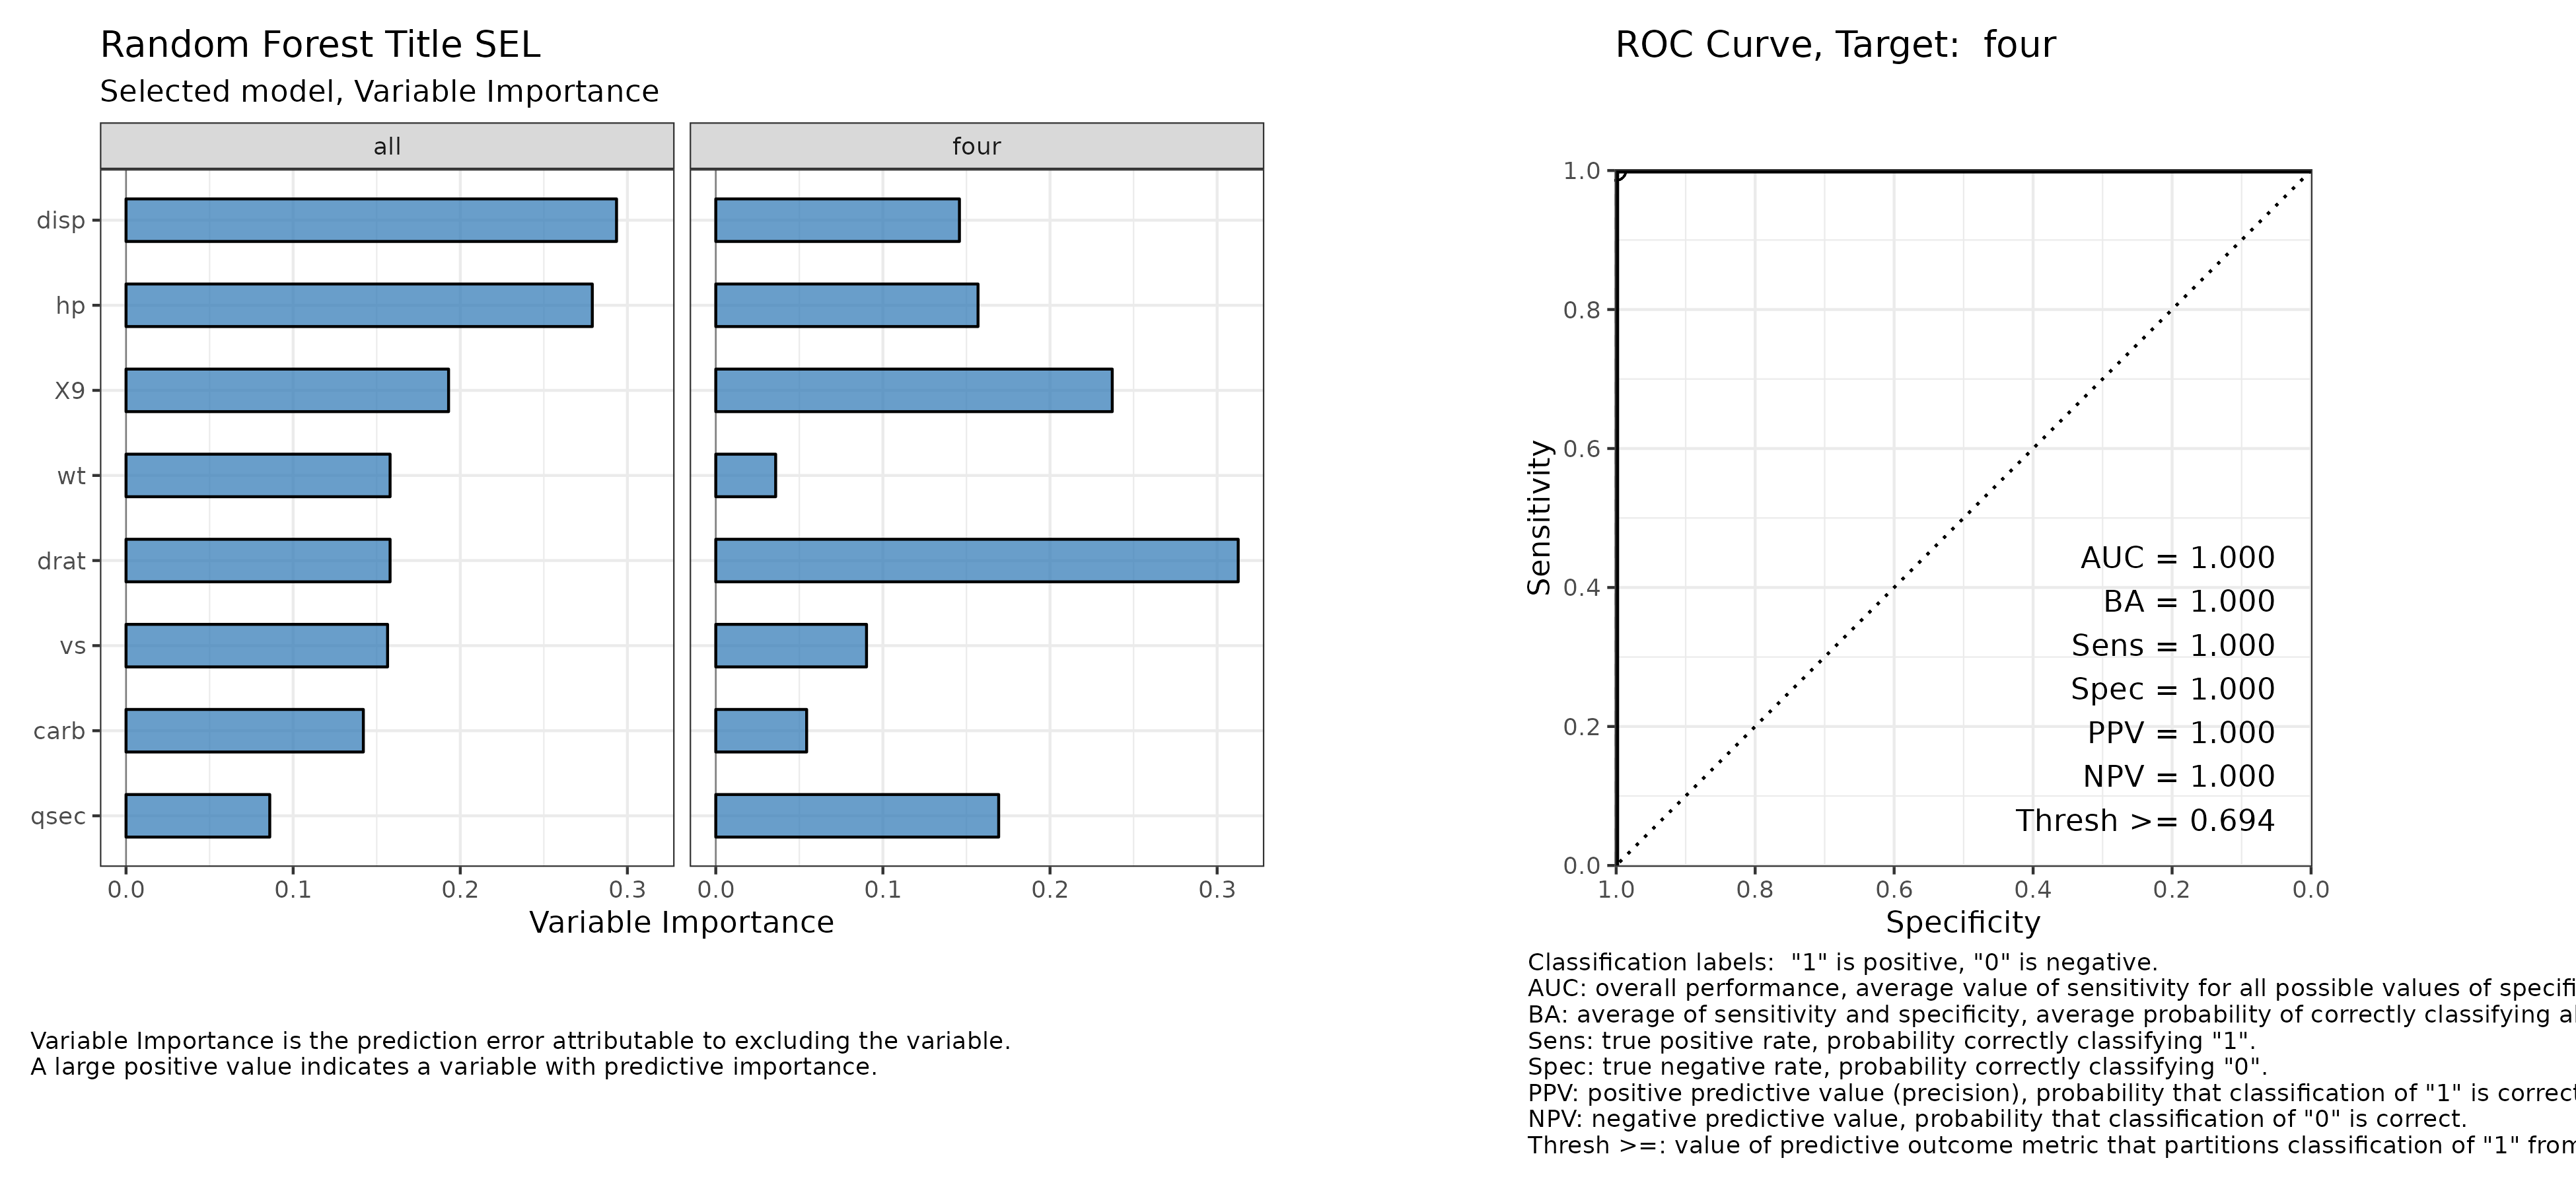 Random Forest Title SEL
Selected model, Variable Importance
all
four
disp
hp
X9
wt
drat
vs
carb
qsec
0.0 0.1 0.2 0.3
0.0 0.1 0.2 0.3
Variable Importance
Variable Importance is the prediction error attributable to excluding the variable.
A large positive value indicates a variable with predictive importance.
ROC Curve, Target:  four
1.0
0.8
0.6
0.4
0.2
0.0
Sensitivity
AUC = 1.000
BA = 1.000
Sens = 1.000
Spec = 1.000
PPV = 1.000
NPV = 1.000
Thresh >= 0.694
1.0 0.8 0.6 0.4 0.2 0.0
Specificity
Classification labels:  "1" is positive, "0" is negative.
AUC: overall performance, average value of sensitivity for all possible values of
BA: average of sensitivity and specificity, average probability of correctly classifying
Sens: true positive rate, probability correctly classifying "1".
Spec: true negative rate, probability correctly classifying "0".
PPV: positive predictive value (precision), probability that classification of "1" is correct
NPV: negative predictive value, probability that classification of "0" is correct.
Thresh >=: value of predictive outcome metric that partitions classification of "1" from